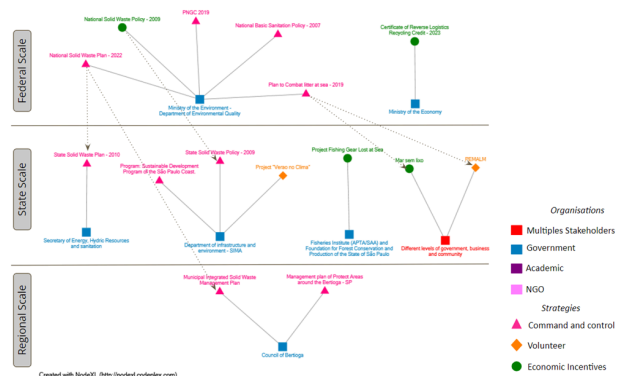 PNGC 2019
National Solid Waste Policy - 2009
National Basic Sanitation Policy - 2007
Certificate of Reverse Logistics
Recycling Credit - 2022
National Solid Waste Plan - 2022
Plan to Combat litter at sea - 2019
Ministry of the Environment -
Department of Environmental Quality
Ministry of the Economy
Federal Scale
State Solid Waste Plan - 2010
State Solid Waste Policy - 2009
Project Fishing Gear Lost at Sea
Mar sem lixo
Program: Sustainable Development
Program of the São Paulo Coast
Project "Verso no Clima"
Secretary of Energy, Hydric Resources
and sanitation
Department of infrastructure and
environment - SIMA
Fisheries Institute (APTA/SAA) and
Foundation for Forest Conservation and
Production of the State of São Paulo
Different levels of government, business
and community
State Scale
Municipal Integrated Solid Waste
Management Plan
Management plan of Protect Areas
around the Bertioga - SP
Council of Bertioga
Regional Scale
Organisations
Multiples Stakeholders
Government
Academic
NGO
Strategies
Command and control
Volunteer
Economic Incentives
Created with NodeXL (http://nodexl.codeplex.com)